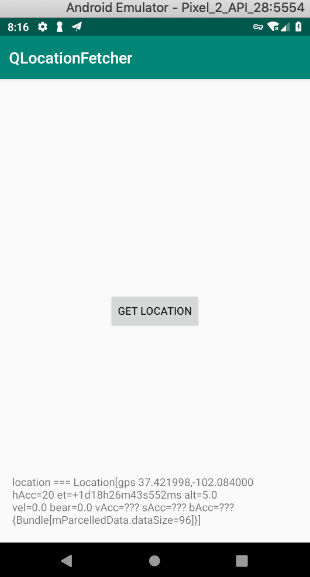 Android Emulator - Pixel_2_API_28:5554
8:16
QLocationFetcher
GET LOCATION
location === Location[gps 37.421998,-102.084000
hAcc=20 et=+1d18h26m43s552ms alt=5.0
vel=0.0 bear=0.0 vAcc=??? sAcc=??? bAcc=???
{Bundle[mParcelledData.dataSize=96]}]